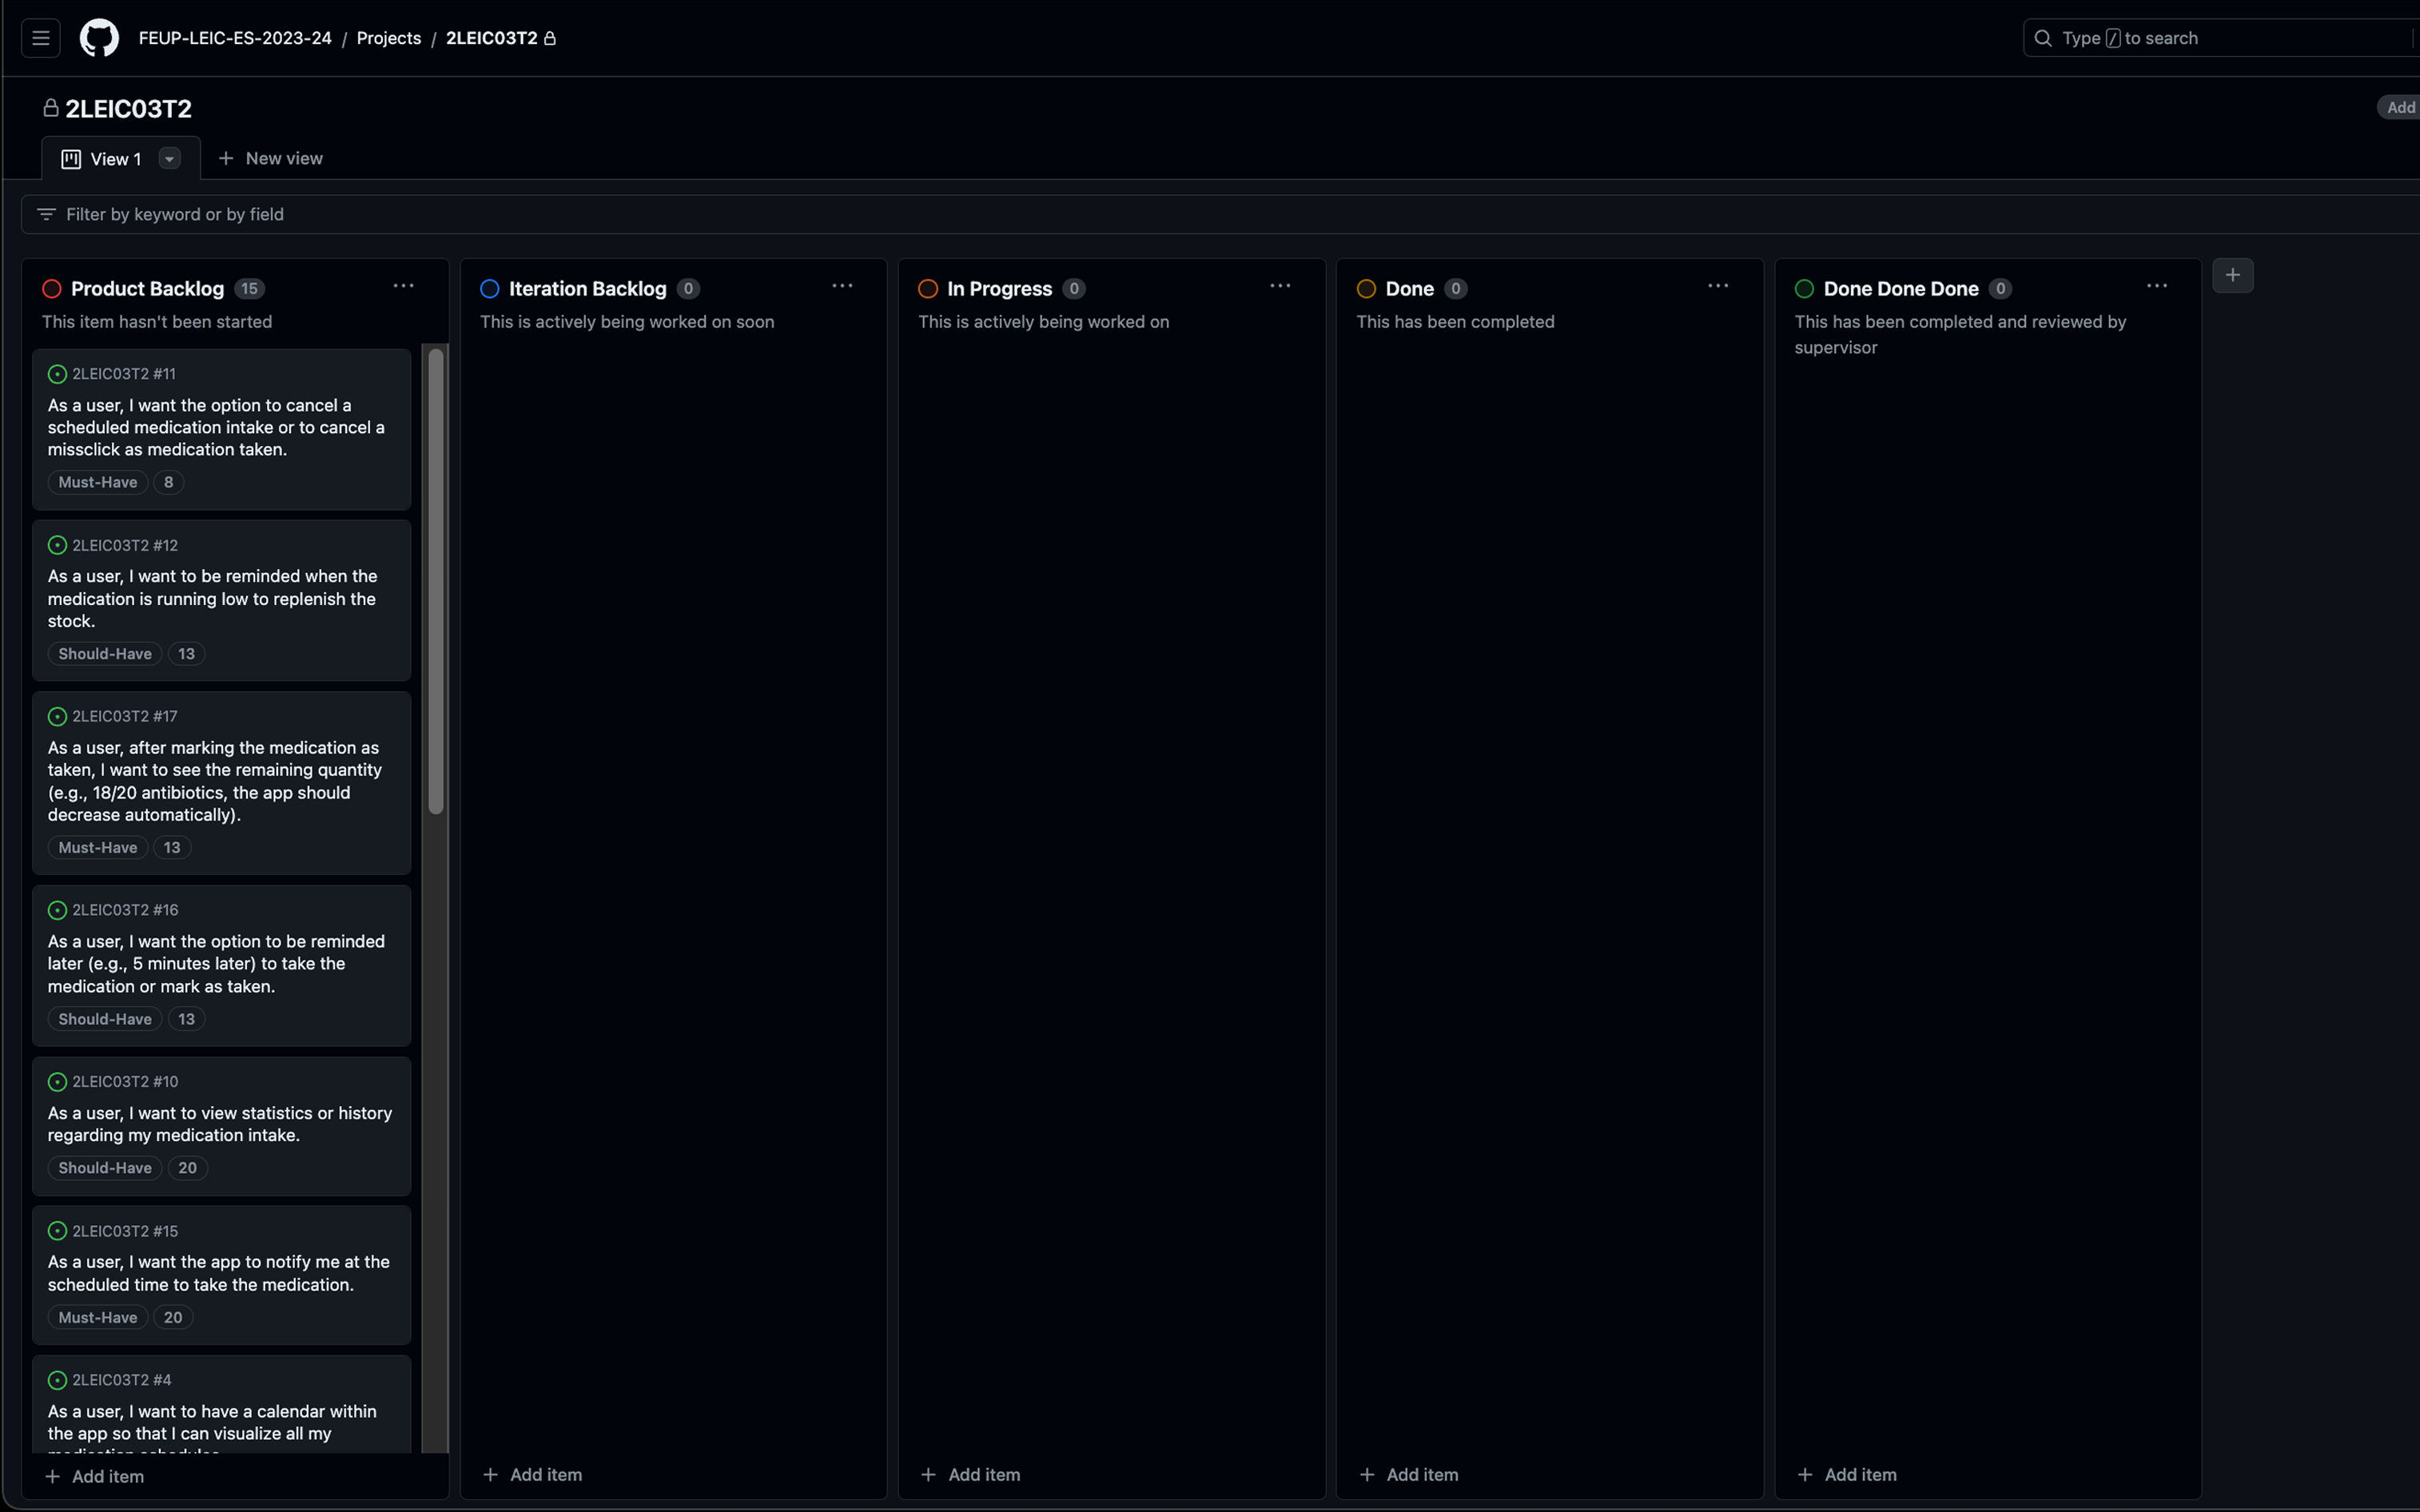 FEUP-LEIC-ES-2023-24 / Projects / 2LEIC03T2
Type / to search
2LEIC03T2
Add
View 1
New view
Filter by keyword or by field
Product Backlog 15
This item hasn't been started
2LEIC03T2 #11
As a user, I want the option to cancel a
scheduled medication intake or to cancel a
missclick as medication taken.
Must-Have 8
2LEIC03T2 #12
As a user, I want to be reminded when the
medication is running low to replenish the
stock.
Should-Have 13
2LEIC03T2 #17
As a user, after marking the medication as
taken, I want to see the remaining quantity
(e.g., 18/20 antibiotics, the app should
decrease automatically).
Must-Have 13
2LEIC03T2 #16
As a user, I want the option to be reminded
later (e.g., 5 minutes later) to take the
medication or mark as taken.
Should-Have 13
2LEIC03T2 #10
As a user, I want to view statistics or history
regarding my medication intake.
Should-Have 20
2LEIC03T2 #15
As a user, I want the app to notify me at the
scheduled time to take the medication.
Must-Have 20
2LEIC03T2 #4
As a user, I want to have a calendar within
the app so that I can visualize all my
medication schedules.
Add item
Iteration Backlog 0
This is actively being worked on soon
Add item
In Progress 0
This is actively being worked on
Add item
Done 0
This has been completed
Add item
Done Done Done 0
This has been completed and reviewed by
supervisor
Add item